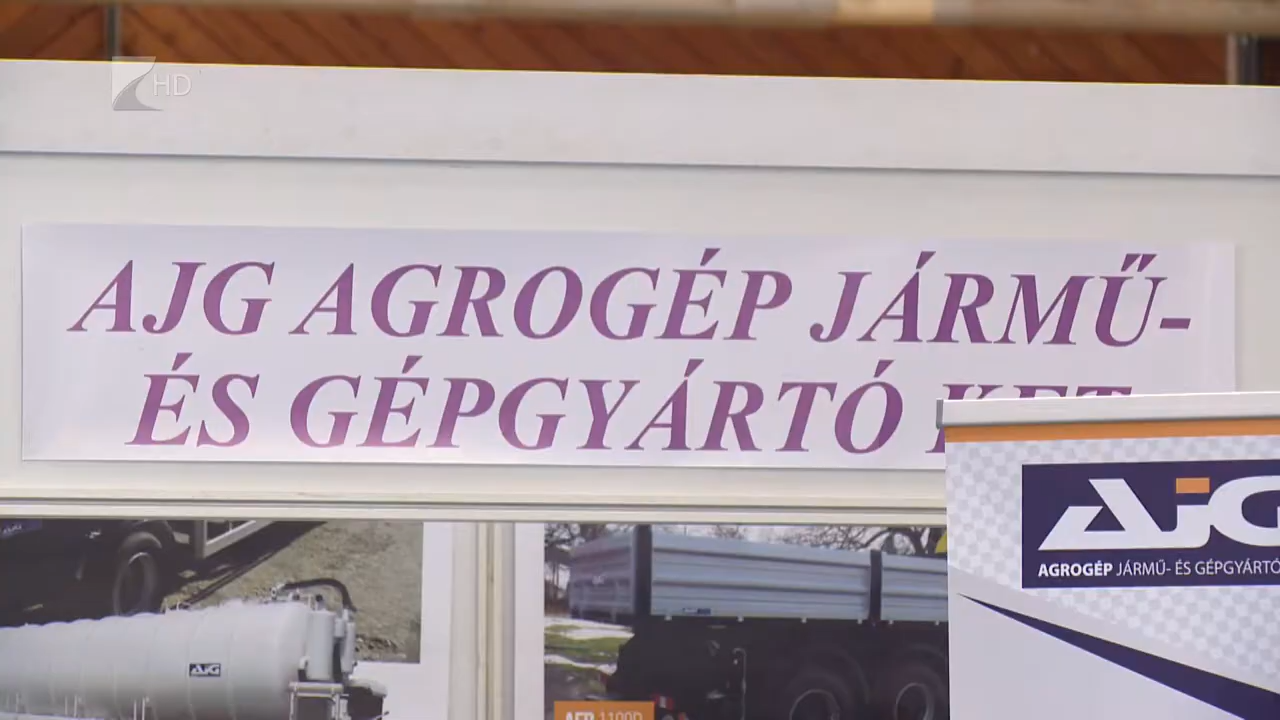 HD
AJG AGROGÉP JÁRMŰ-
ÉS GÉPGYÁRTÓ
AJG
AGROGÉP JÁRMŰ- ÉS GÉPGYÁRTÓ
AJG